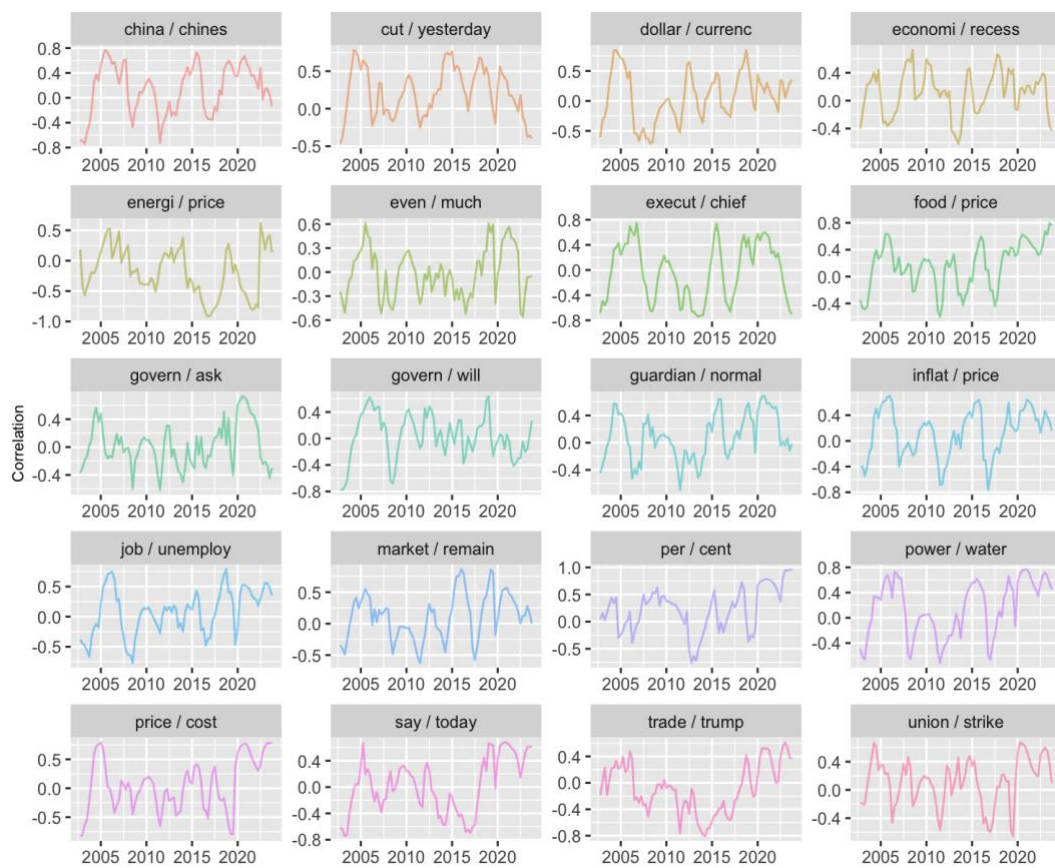 china / chines
cut / yesterday
dollar / currenc
economi / recess
0.8
0.4
0.0
-0.4
-0.8
2005 2010 2015 2020
0.5
0.0
-0.5
2005 2010 2015 2020
0.5
0.0
-0.5
2005 2010 2015 2020
0.4
0.0
-0.4
2005 2010 2015 2020
energi / price
even / much
execut / chief
food / price
0.5
0.0
-0.5
-1.0
2005 2010 2015 2020
0.6
0.3
0.0
-0.3
-0.6
2005 2010 2015 2020
0.8
0.4
0.0
-0.4
-0.8
2005 2010 2015 2020
0.8
0.4
0.0
-0.4
2005 2010 2015 2020
govern / ask
govern / will
guardian / normal
inflat / price
Correlation
0.4
0.0
-0.4
2005 2010 2015 2020
0.4
0.0
-0.4
-0.8
2005 2010 2015 2020
0.4
0.0
-0.4
2005 2010 2015 2020
0.4
0.0
-0.4
-0.8
2005 2010 2015 2020
job / unemploy
market / remain
per / cent
power / water
0.5
0.0
-0.5
2005 2010 2015 2020
0.5
0.0
-0.5
2005 2010 2015 2020
1.0
0.5
0.0
-0.5
2005 2010 2015 2020
0.5
0.0
-0.5
2005 2010 2015 2020
price / cost
say / today
trade / trump
union / strike
0.5
0.0
-0.5
2005 2010 2015 2020
0.4
0.0
-0.4
-0.8
2005 2010 2015 2020
0.4
0.0
-0.4
-0.8
2005 2010 2015 2020
0.4
0.0
-0.4
2005 2010 2015 2020